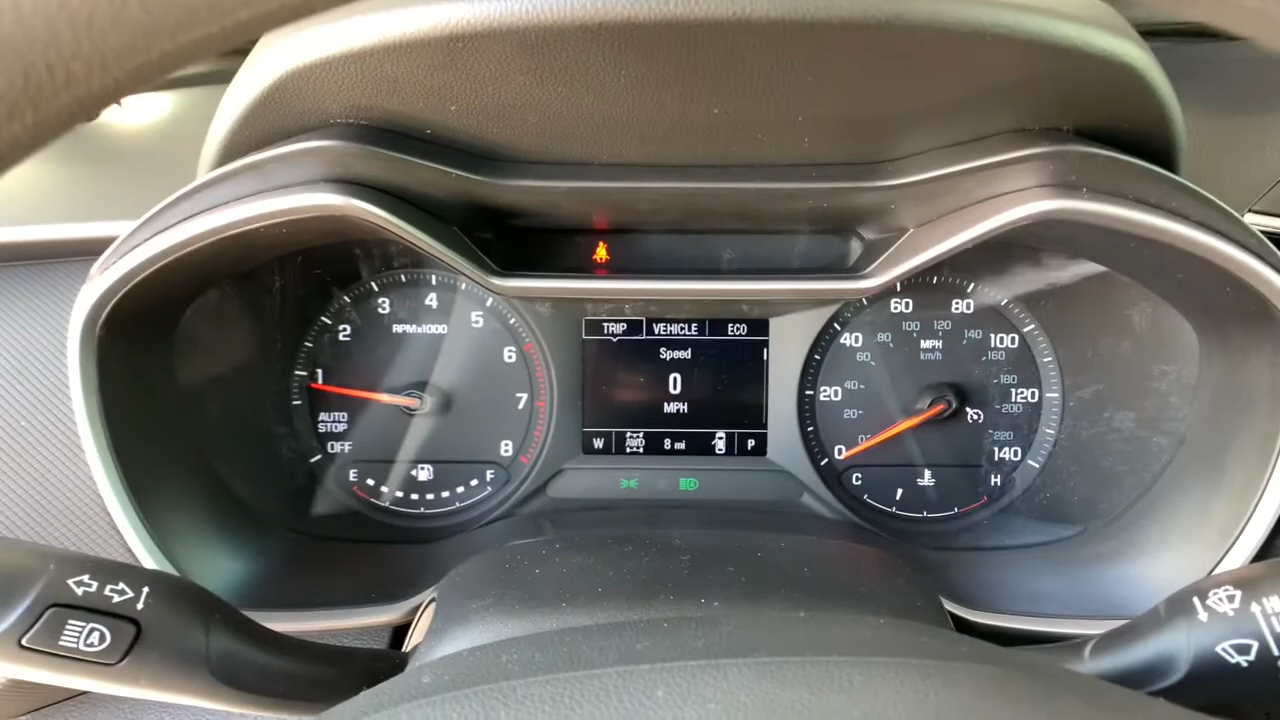 TRIP VEHICLE ECO
Speed
0
MPH
W AWD 8 mi P
1 2 3 4 5 6 7 8
RPMx1000
AUTO
STOP
OFF
E F
0 20 40 60 80 100 120 140
MPH
km/h
0 20 40 60 80 100 120 140 160 180 200 220
C H
A
A